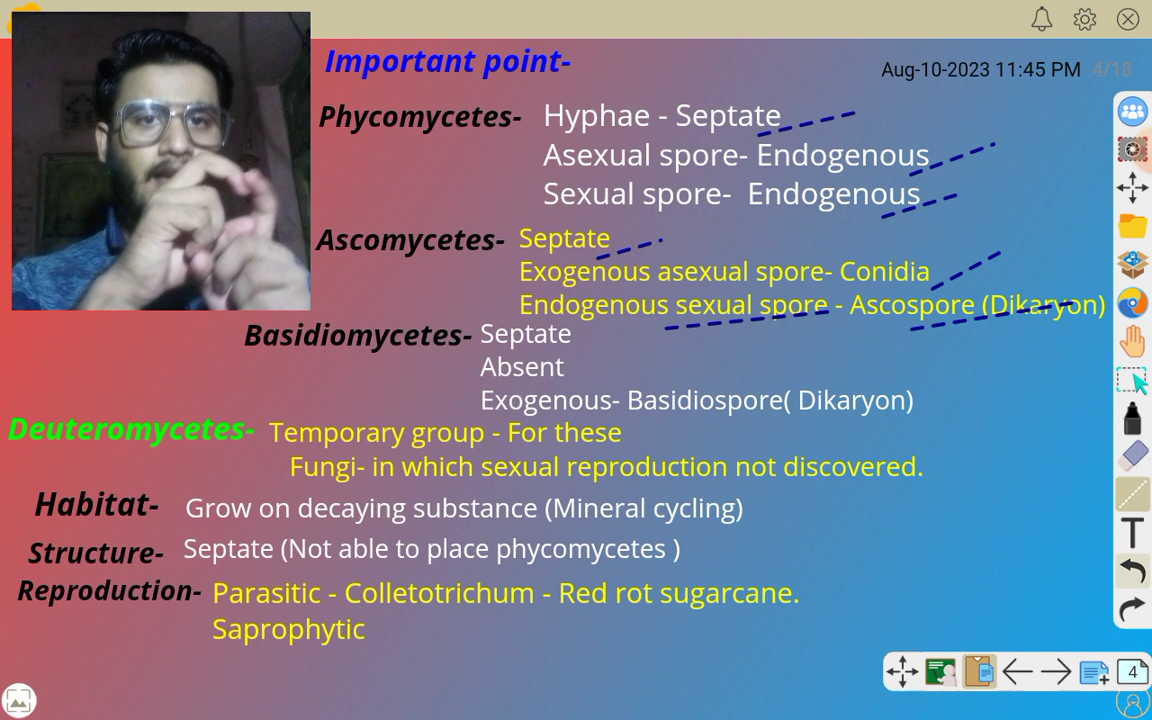 Important point-
Aug-10-2023 11:45 PM 4/18
Phycomycetes- Hyphae - Septate
Asexual spore- Endogenous
Sexual spore- Endogenous
Ascomycetes- Septate
Exogenous asexual spore- Conidia
Endogenous sexual spore - Ascospore (Dikaryon)
Basidiomycetes- Septate
Absent
Exogenous- Basidiospore( Dikaryon)
Deuteromycetes- Temporary group - For these
Fungi- in which sexual reproduction not discovered.
Habitat- Grow on decaying substance (Mineral cycling)
Structure- Septate (Not able to place phycomycetes )
Reproduction- Parasitic - Colletotrichum - Red rot sugarcane.
Saprophytic
T
4